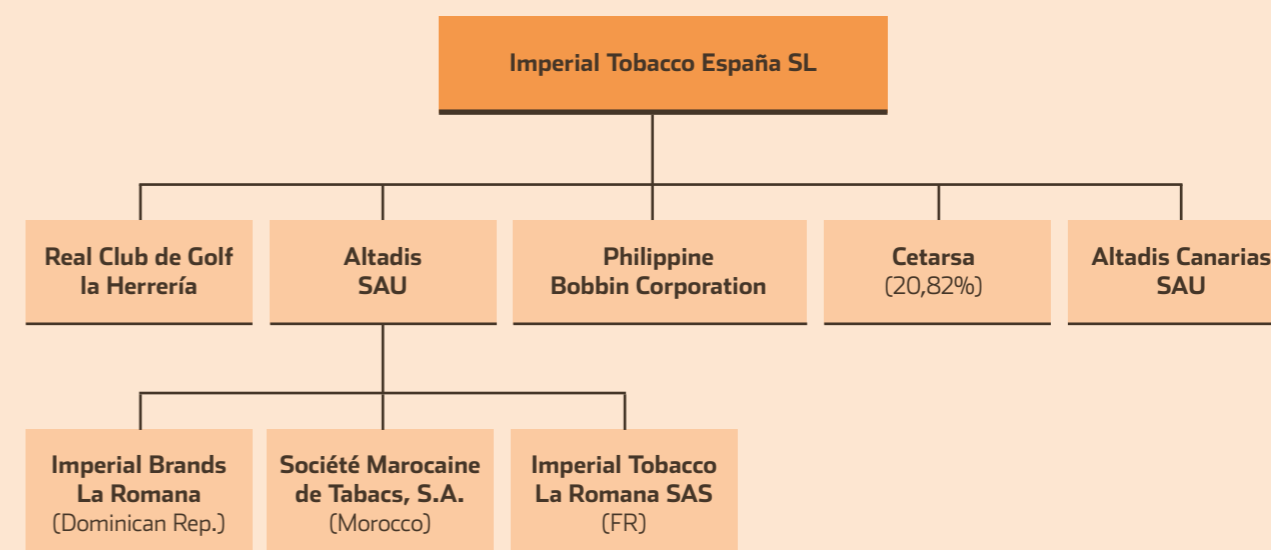 Imperial Tobacco España SL
Real Club de Golf
la Herrería
Altadis
SAU
Philippine
Bobbin Corporation
Cetarsa
(20,82%)
Altadis Canarias
SAU
Imperial Brands
La Romana
(Dominican Rep.)
Société Marocaine
de Tabacs, S.A.
(Morocco)
Imperial Tobacco
La Romana SAS
(FR)